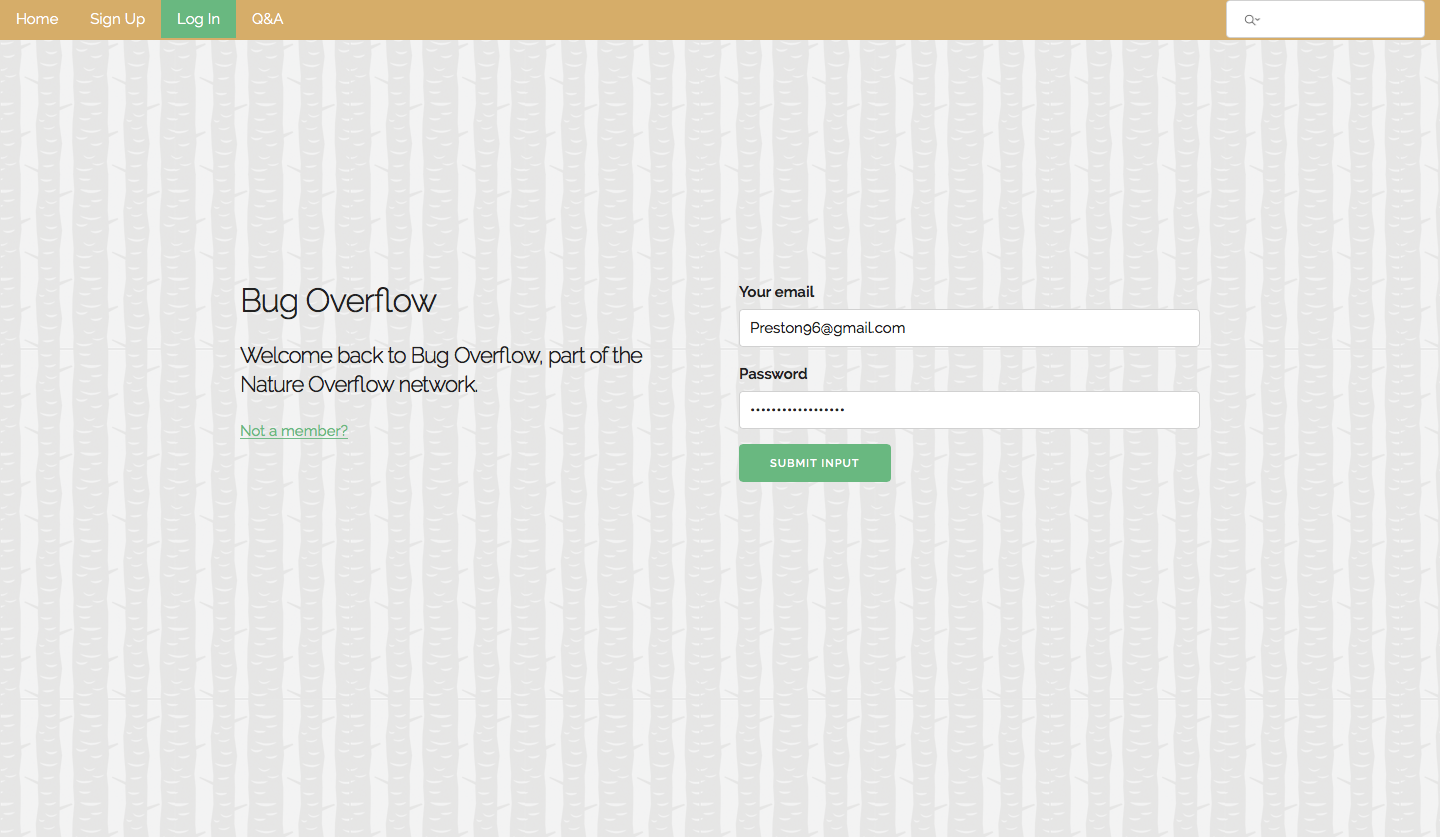 Home Sign Up Log In Q&A
Bug Overflow
Welcome back to Bug Overflow, part of the
Nature Overflow network.
Not a member?
Your email
Preston96@gmail.com
Password
••••••••••••••••••
SUBMIT INPUT